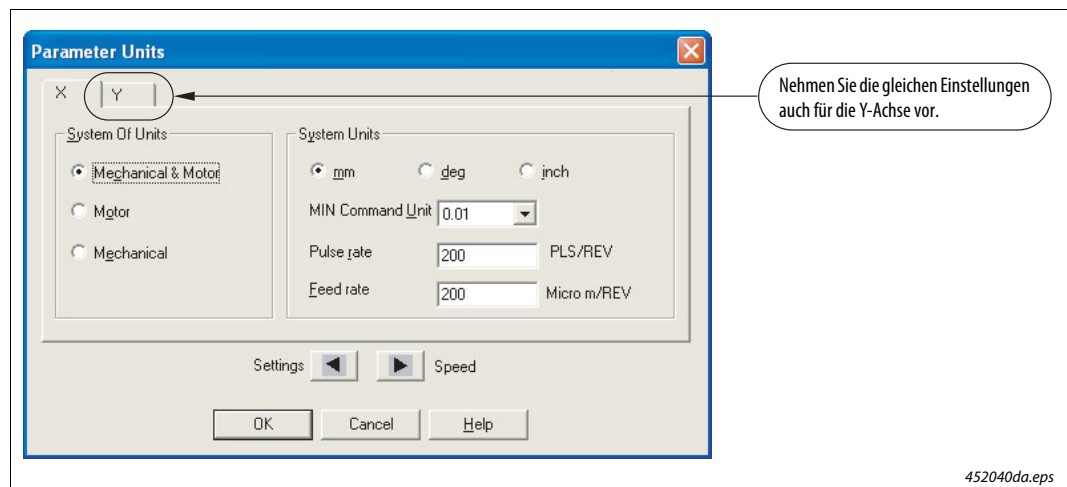 Parameter Units
X Y
Nehmen Sie die gleichen Einstellungen
auch für die Y-Achse vor.
System Of Units
Mechanical & Motor
Motor
Mechanical
System Units
mm deg inch
MIN Command Unit 0.01
Pulse rate 200 PLS/REV
Feed rate 200 Micro m/REV
Settings Speed
OK Cancel Help
452040da.eps